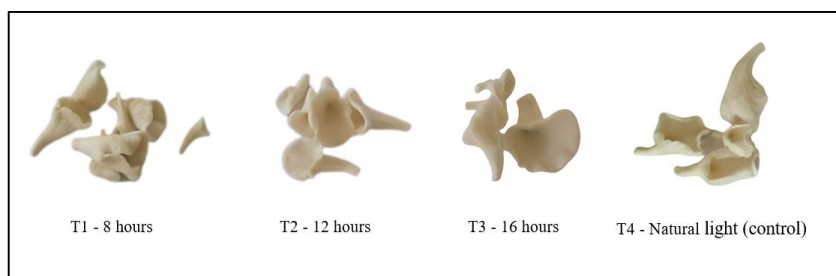 T1 - 8 hours
T2 - 12 hours
T3 - 16 hours
T4 - Natural light (control)